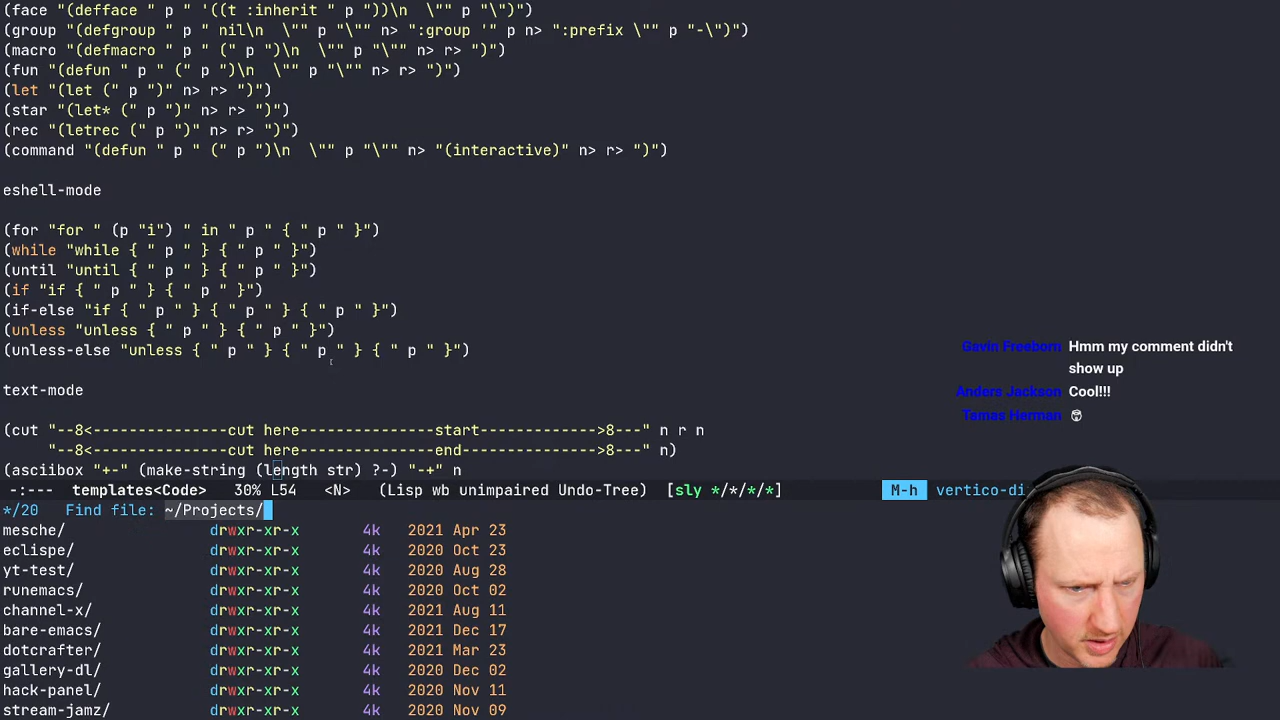 (face "(defface " p " '((t :inherit " p "))\n  \"" p "\")")
(group "(defgroup " p " nil\n  \"" p "\"" n> ":group '" p n> ":prefix \"" p "-\")")
(macro "(defmacro " p " (" p ")\n  \"" p "\"" n> r> ")")
(fun "(defun " p " (" p ")\n  \"" p "\"" n> r> ")")
(let "(let (" p ")" n> r> ")")
(star "(let* (" p ")" n> r> ")")
(rec "(letrec (" p ")" n> r> ")")
(command "(defun " p " (" p ")\n  \"" p "\"" n> "(interactive)" n> r> ")")
eshell-mode
(for "for " (p "i") " in " p " { " p " }")
(while "while { " p " } { " p " }")
(until "until { " p " } { " p " }")
(if "if { " p " } { " p " }")
(if-else "if { " p " } { " p " } { " p " }")
(unless "unless { " p " } { " p " }")
(unless-else "unless { " p " } { " p " } { " p " }")
text-mode
(cut "--8<---------------cut here---------------start------------->8---" n r n
"--8<---------------cut here---------------end--------------->8---" n)
(asciibox "+-" (make-string (length str) ?-) "-+" n
-:---  templates<Code>  30% L54  <N>  (Lisp wb unimpaired Undo-Tree)  [sly */*/*/*]  M-h  vertico-di
*/20  Find file: ~/Projects/
mesche/  drwxr-xr-x  4k  2021 Apr 23
eclispe/  drwxr-xr-x  4k  2020 Oct 23
yt-test/  drwxr-xr-x  4k  2020 Aug 28
runemacs/  drwxr-xr-x  4k  2020 Oct 02
channel-x/  drwxr-xr-x  4k  2021 Aug 11
bare-emacs/  drwxr-xr-x  4k  2021 Dec 17
dotcrafter/  drwxr-xr-x  4k  2021 Mar 23
gallery-dl/  drwxr-xr-x  4k  2020 Dec 02
hack-panel/  drwxr-xr-x  4k  2020 Nov 11
stream-jamz/  drwxr-xr-x  4k  2020 Nov 09
Gavin Freeborn Hmm my comment didn't
show up
Anders Jackson Cool!!!
Tamas Herman